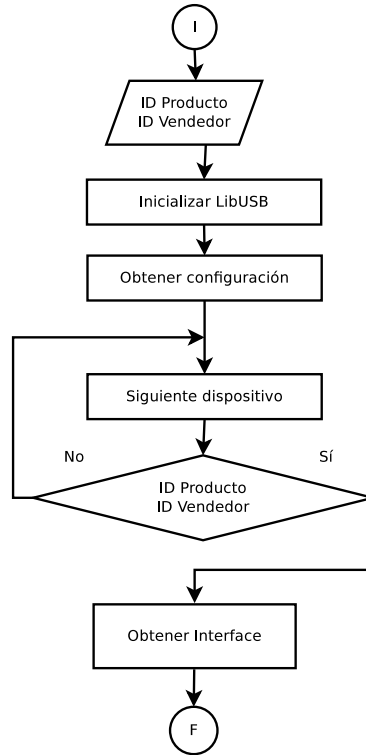 I
ID Producto
ID Vendedor
Inicializar LibUSB
Obtener configuración
Siguiente dispositivo
No
Sí
ID Producto
ID Vendedor
Obtener Interface
F